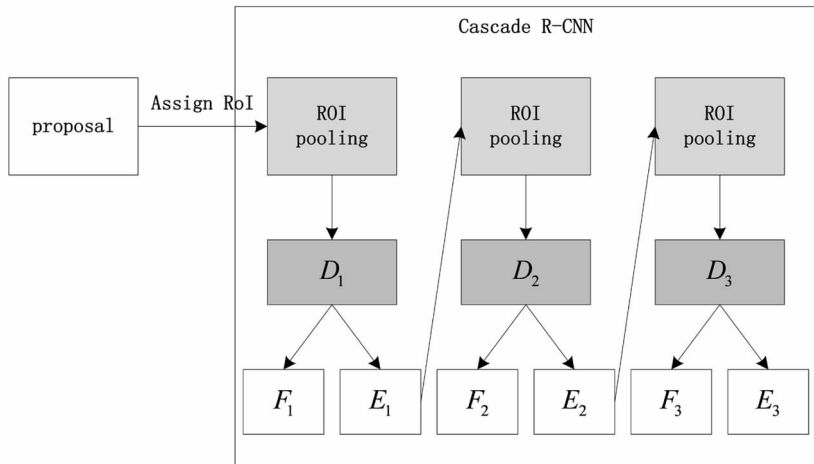 Cascade R-CNN
proposal
Assign RoI
ROI
pooling
ROI
pooling
ROI
pooling
D₁
D₂
D₃
F₁
E₁
F₂
E₂
F₃
E₃